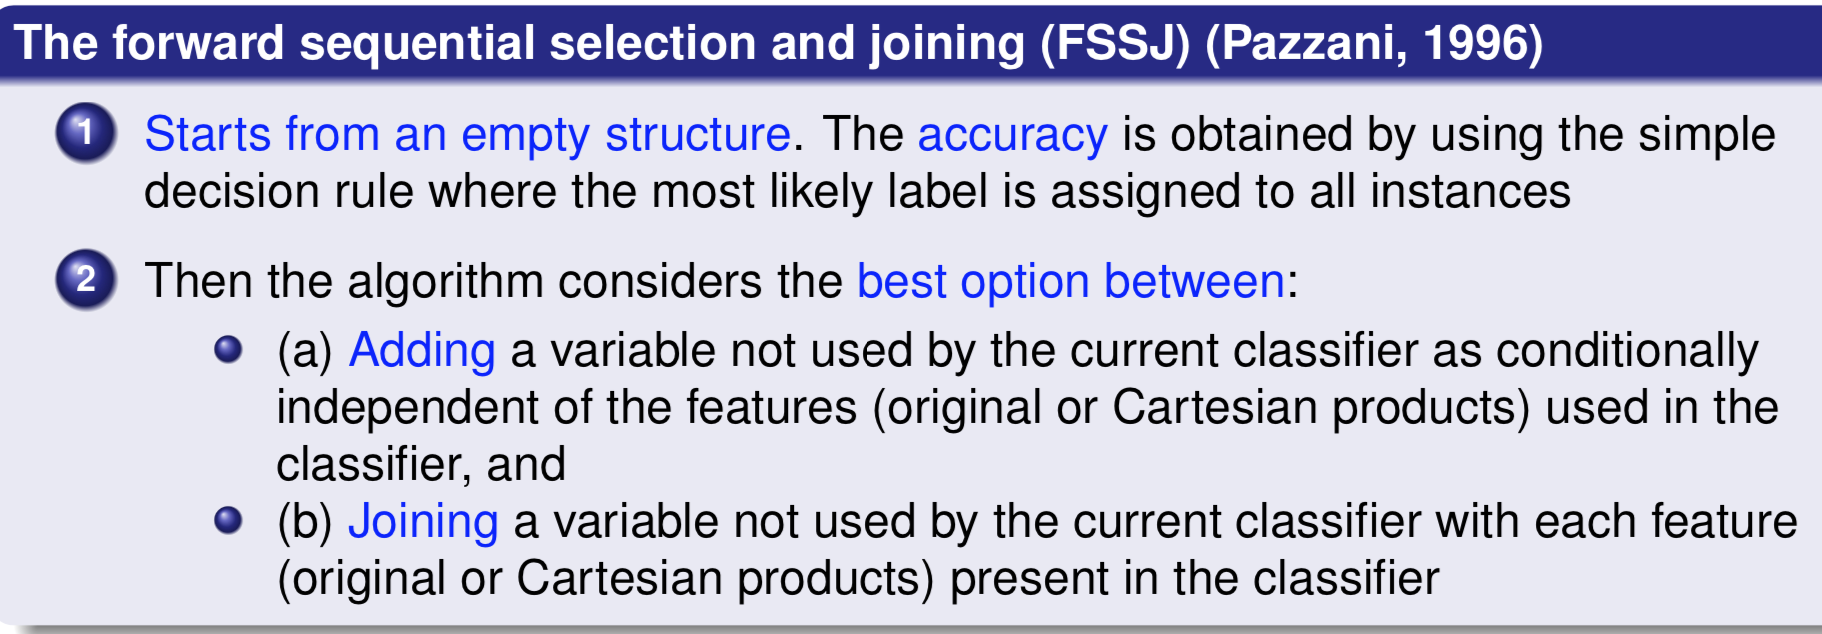 The forward sequential selection and joining (FSSJ) (Pazzani, 1996)
1 Starts from an empty structure. The accuracy is obtained by using the simple
decision rule where the most likely label is assigned to all instances
2 Then the algorithm considers the best option between:
(a) Adding a variable not used by the current classifier as conditionally
independent of the features (original or Cartesian products) used in the
classifier, and
(b) Joining a variable not used by the current classifier with each feature
(original or Cartesian products) present in the classifier